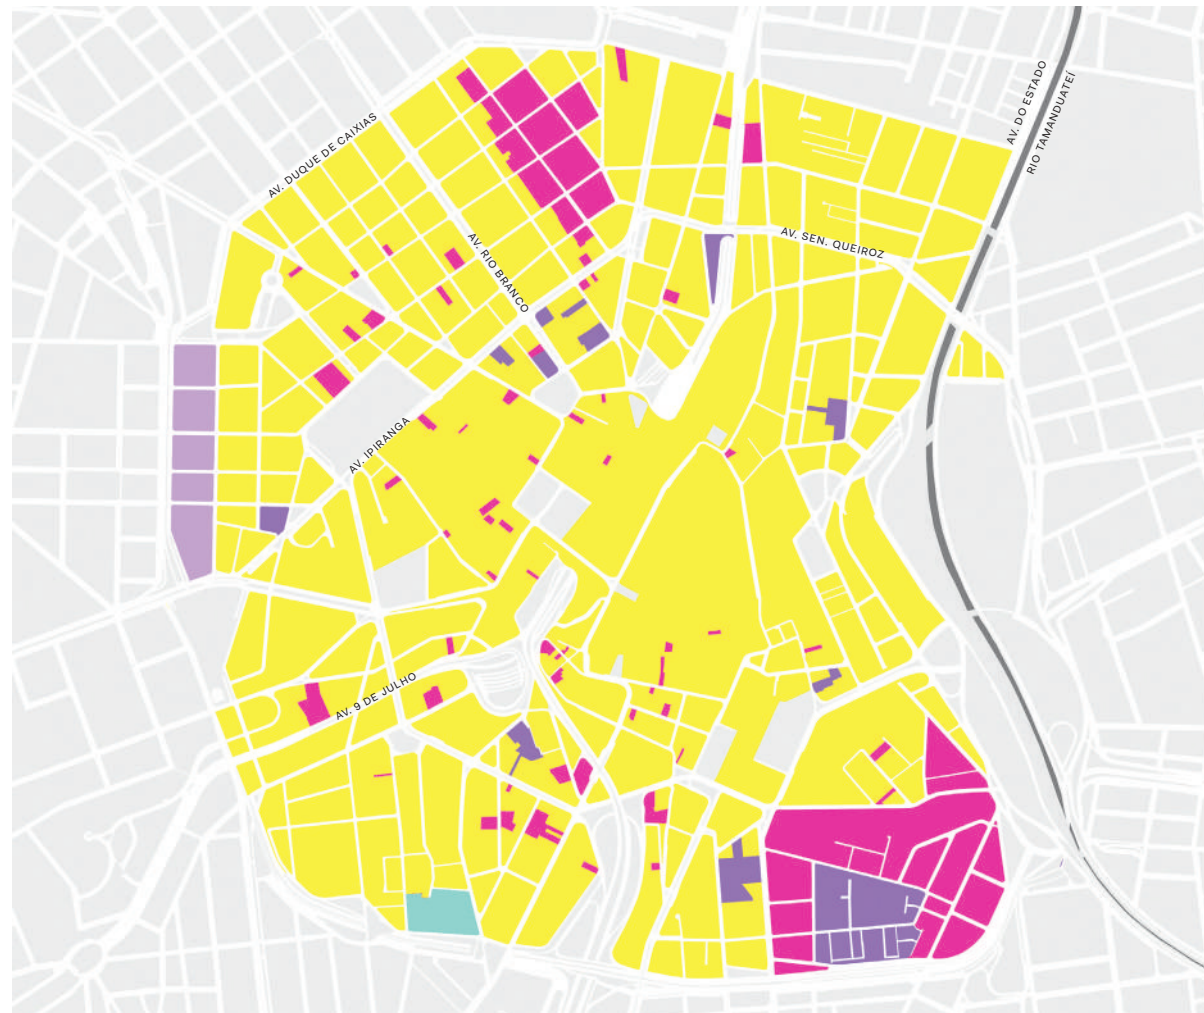 AV. DO ESTADO
RIO TAMANDUATEÍ
AV. DUQUE DE CAIXIAS
AV. RIO BRANCO
AV. SEN. QUEIROZ
AV. IPIRANGA
AV. 9 DE JULHO